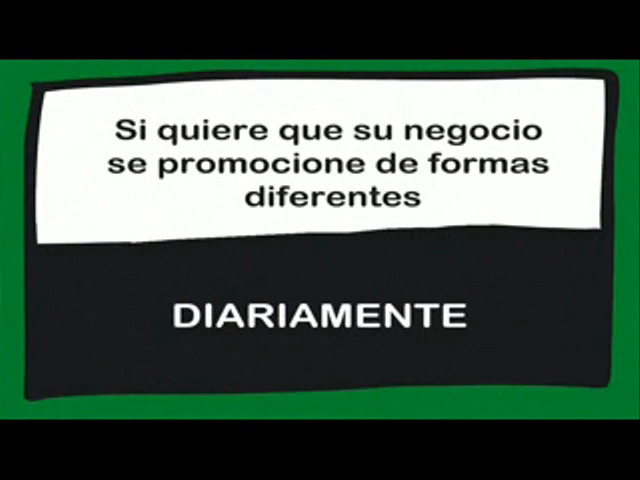 Si quiere que su negocio
se promocione de formas
diferentes
DIARIAMENTE